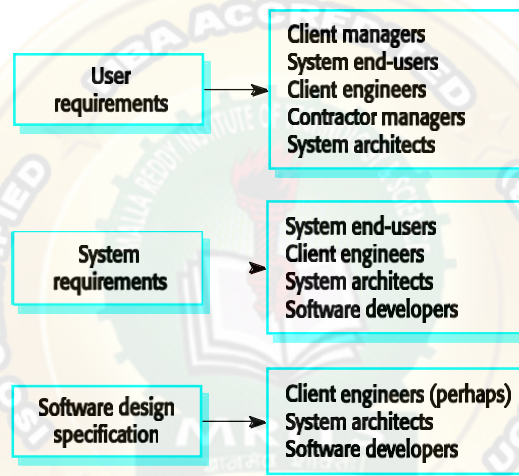 User
requirements
Client managers
System end-users
Client engineers
Contractor managers
System architects
System
requirements
System end-users
Client engineers
System architects
Software developers
Software design
specification
Client engineers (perhaps)
System architects
Software developers